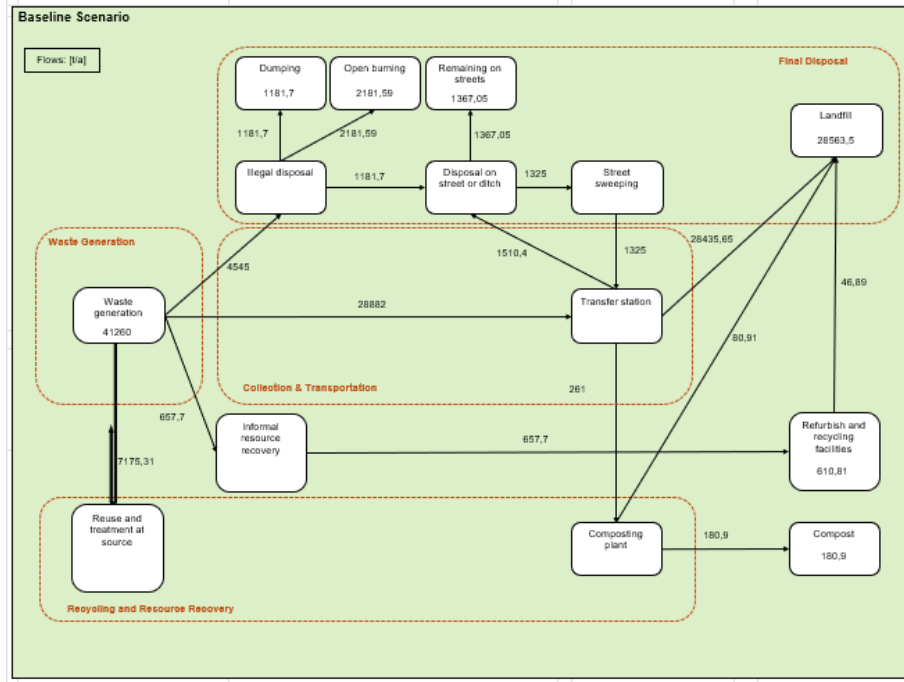 Baseline Scenario
Flows: [t/a]
Final Disposal
Dumping
1181,7
Open burning
2181,59
Remaining on
streets
1367,05
Landfill
28563,5
1181,7
2181,59
1367,05
Illegal disposal
1181,7
Disposal on
street or ditch
1325
Street
sweeping
Waste Generation
4545
1510,4
1325
28435,65
Waste
generation
41260
28882
Transfer station
46,89
80,91
Collection & Transportation
261
657,7
Informal
resource
recovery
657,7
Refurbish and
recycling
facilities
610,81
7175,31
Reuse and
treatment at
source
Composting
plant
180,9
Compost
180,9
Recycling and Resource Recovery